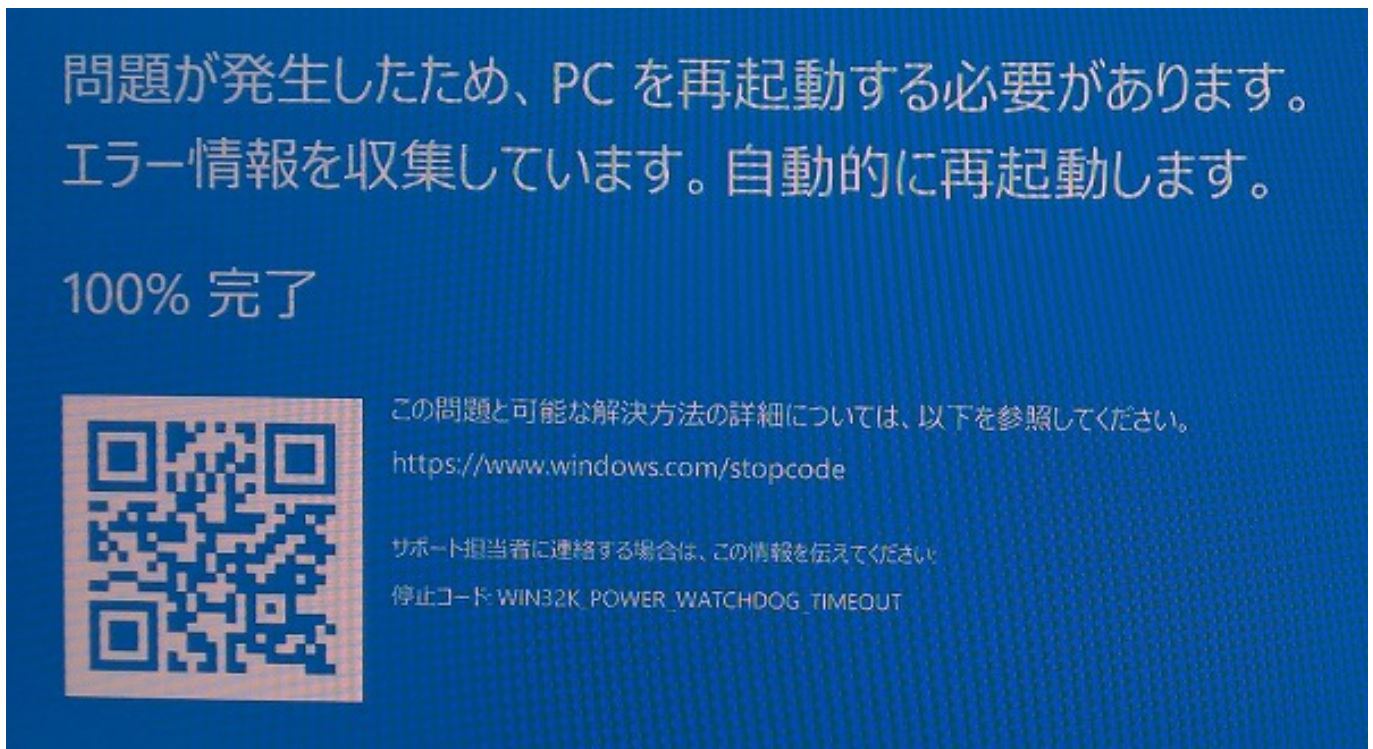 問題が発生したため、PC を再起動する必要があります。
エラー情報を収集しています。自動的に再起動します。
100% 完了
この問題と可能な解決方法の詳細については、以下を参照してください。
https://www.windows.com/stopcode
サポート担当者に連絡する場合は、この情報を伝えてください:
停止コード: WIN32K_POWER_WATCHDOG_TIMEOUT